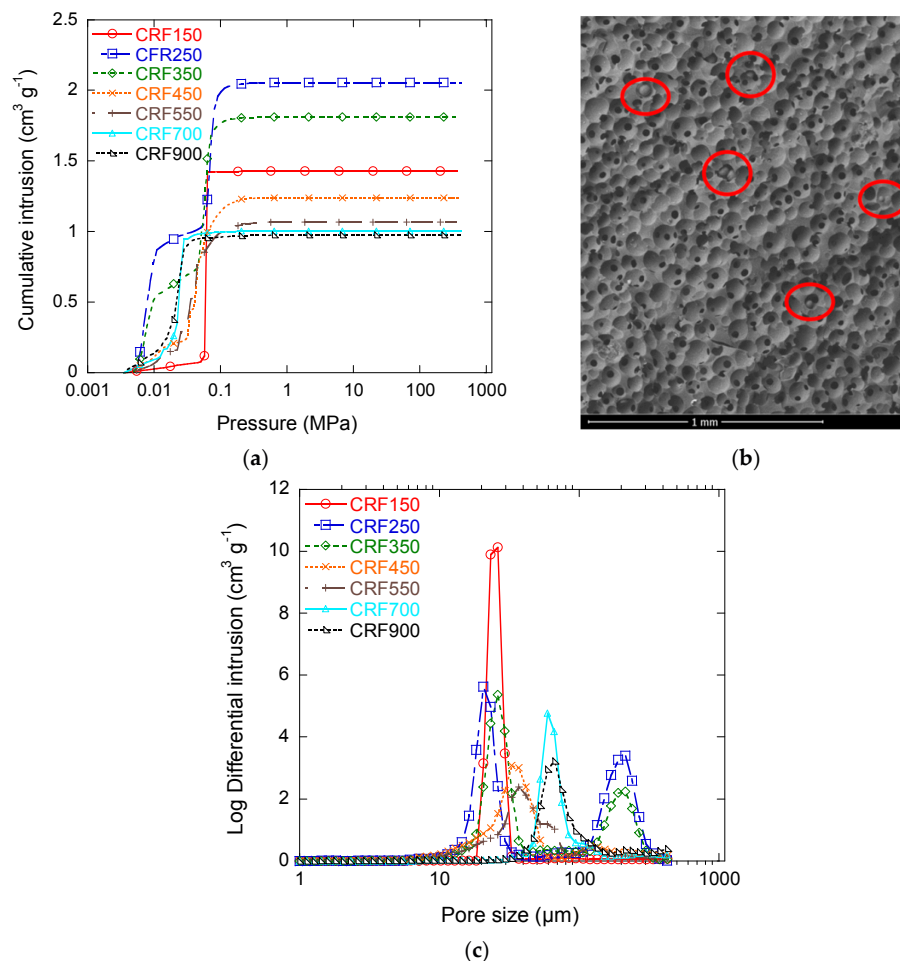 2.5
2
1.5
1
0.5
0
0.001
0.01
0.1
1
10
100
1000
Cumulative intrusion (cm³ g⁻¹)
Pressure (MPa)
CRF150
CFR250
CRF350
CRF450
CRF550
CRF700
CRF900
(a)
1 mm
(b)
12
10
8
6
4
2
0
1
10
100
1000
Log Differential intrusion (cm³ g⁻¹)
Pore size (µm)
CRF150
CRF250
CRF350
CRF450
CRF550
CRF700
CRF900
(c)